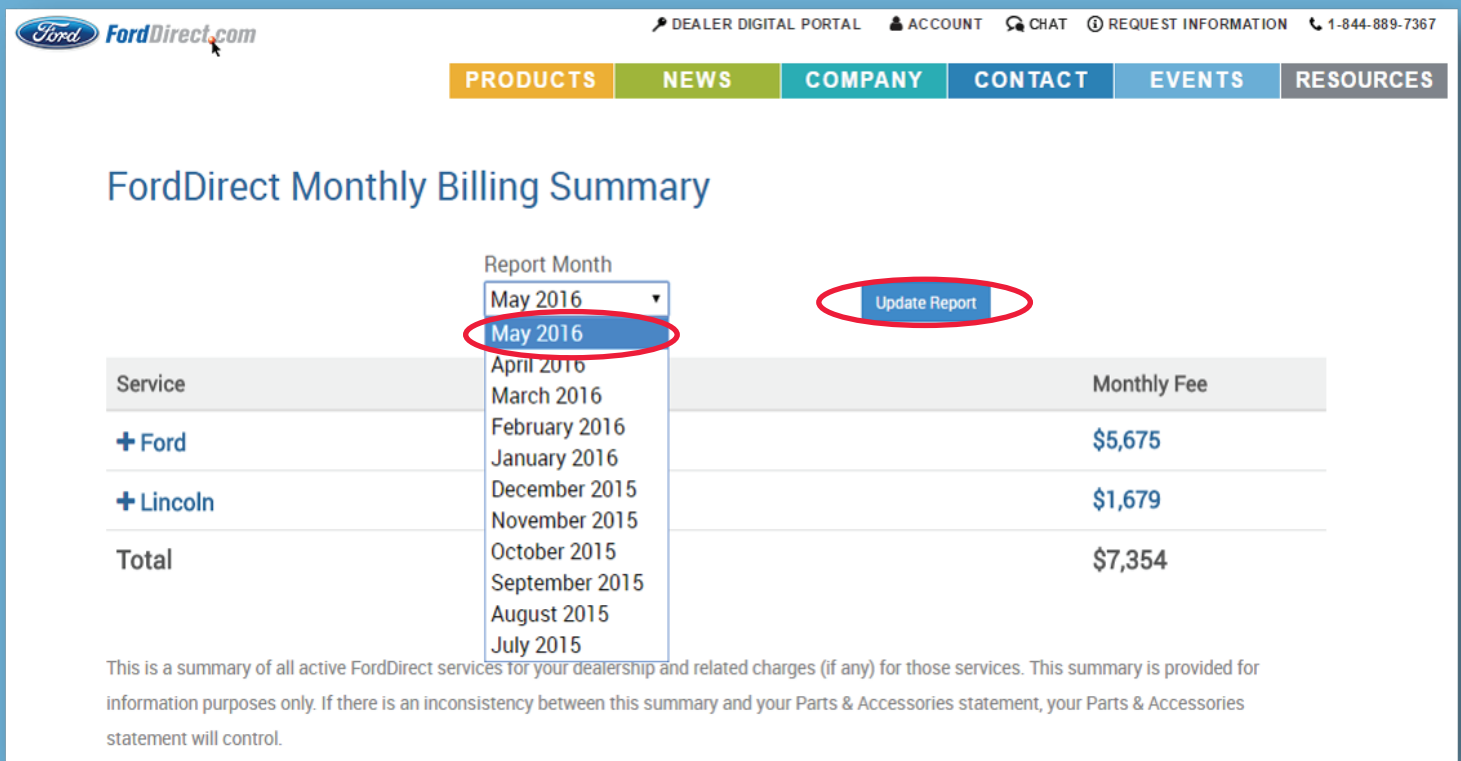 Ford FordDirect.com
DEALER DIGITAL PORTAL ACCOUNT CHAT REQUEST INFORMATION 1-844-889-7367
PRODUCTS NEWS COMPANY CONTACT EVENTS RESOURCES
FordDirect Monthly Billing Summary
Report Month
May 2016
Update Report
May 2016
April 2016
March 2016
February 2016
January 2016
December 2015
November 2015
October 2015
September 2015
August 2015
July 2015
Service Monthly Fee
Ford $5,675
Lincoln $1,679
Total $7,354
This is a summary of all active FordDirect services for your dealership and related charges (if any) for those services. This summary is provided for
information purposes only. If there is an inconsistency between this summary and your Parts & Accessories statement, your Parts & Accessories
statement will control.